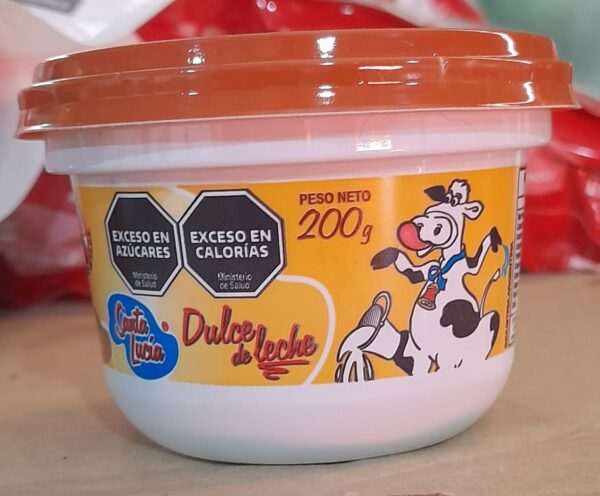 EXCESO EN
AZÚCARES
Ministerio
de Salud
EXCESO EN
CALORÍAS
Ministerio
de Salud
PESO NETO
200g
Santa
Lucía
Dulce
de leche